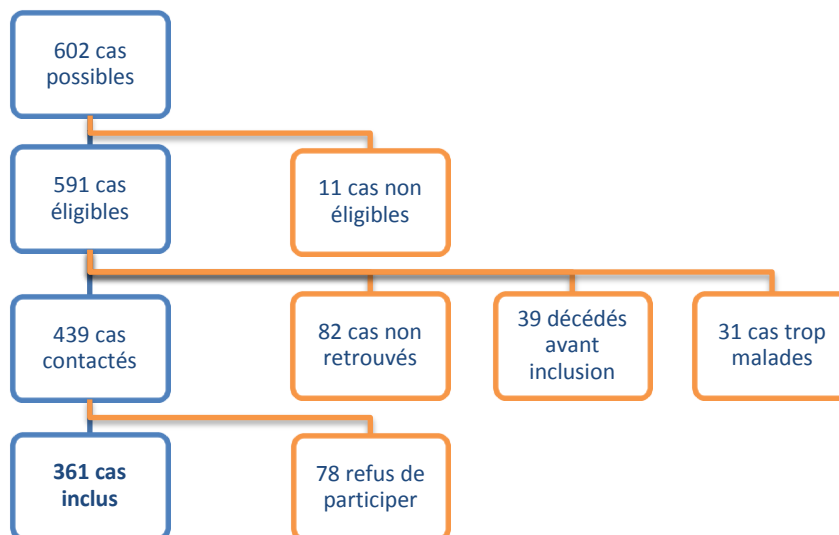 602 cas
possibles
591 cas
éligibles
11 cas non
éligibles
439 cas
contactés
82 cas non
retrouvés
39 décédés
avant
inclusion
31 cas trop
malades
361 cas
inclus
78 refus de
participer